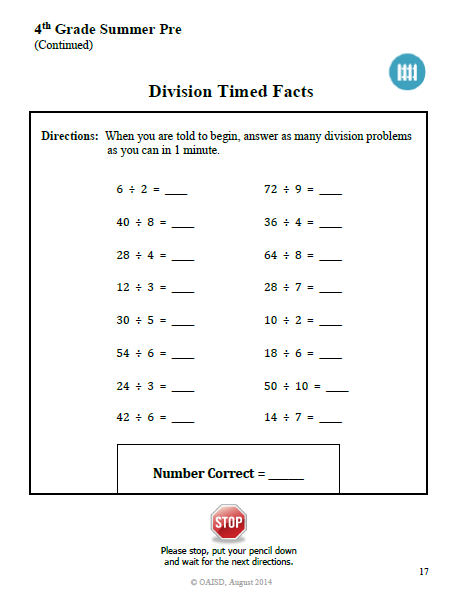 4th Grade Summer Pre
(Continued)
Division Timed Facts
Directions: When you are told to begin, answer as many division problems
as you can in 1 minute.
6 ÷ 2 = ____ 72 ÷ 9 = ____
40 ÷ 8 = ____ 36 ÷ 4 = ____
28 ÷ 4 = ____ 64 ÷ 8 = ____
12 ÷ 3 = ____ 28 ÷ 7 = ____
30 ÷ 5 = ____ 10 ÷ 2 = ____
54 ÷ 6 = ____ 18 ÷ 6 = ____
24 ÷ 3 = ____ 50 ÷ 10 = ____
42 ÷ 6 = ____ 14 ÷ 7 = ____
Number Correct = _____
STOP
Please stop, put your pencil down
and wait for the next directions.
17
© OAISD, August 2014